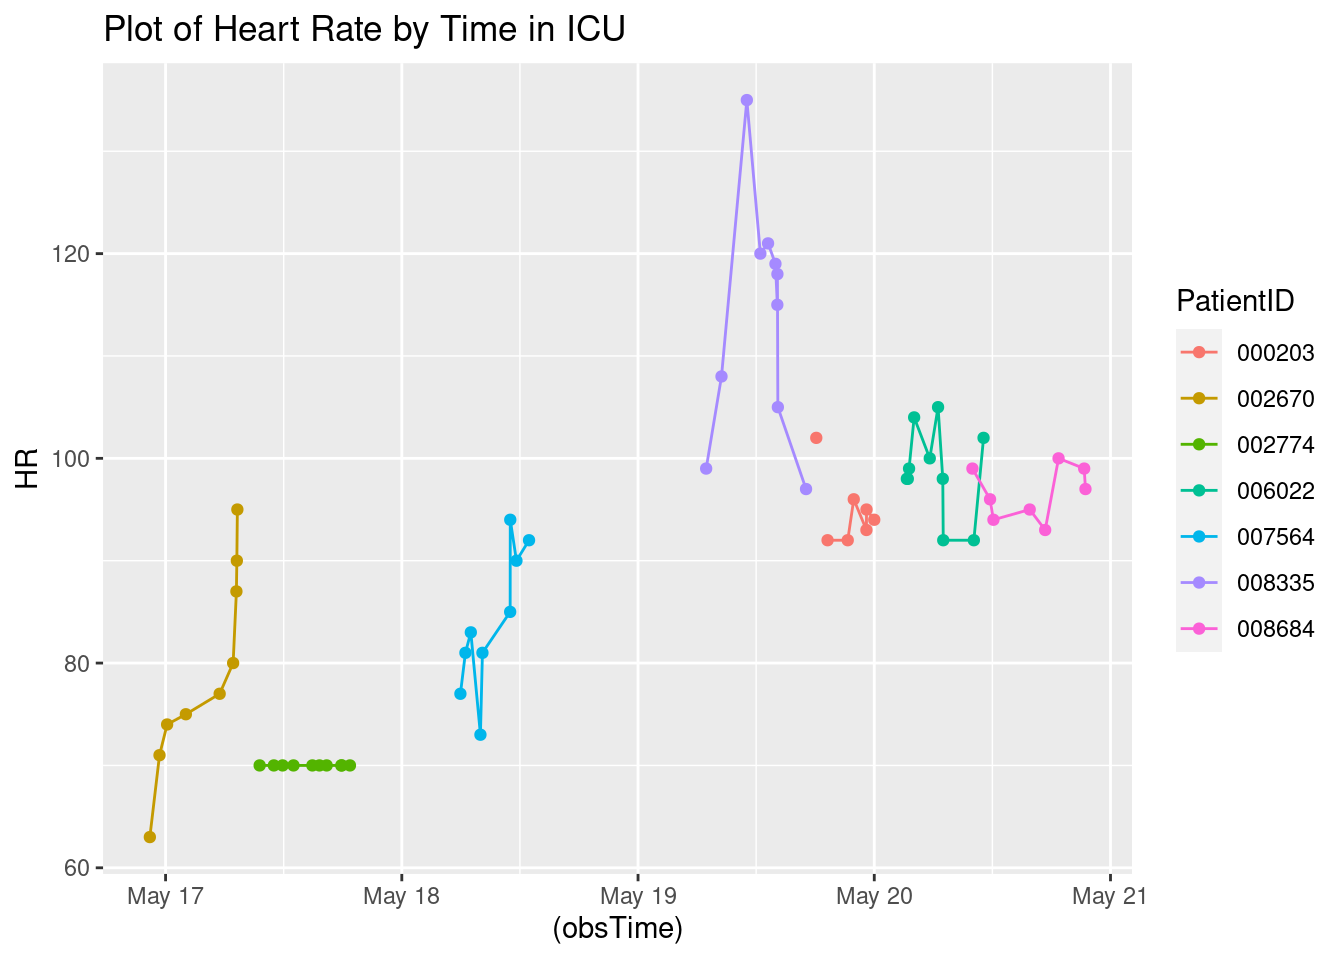 Plot of Heart Rate by Time in ICU
120
100
80
60
HR
May 17 May 18 May 19 May 20 May 21
(obsTime)
PatientID
000203
002670
002774
006022
007564
008335
008684